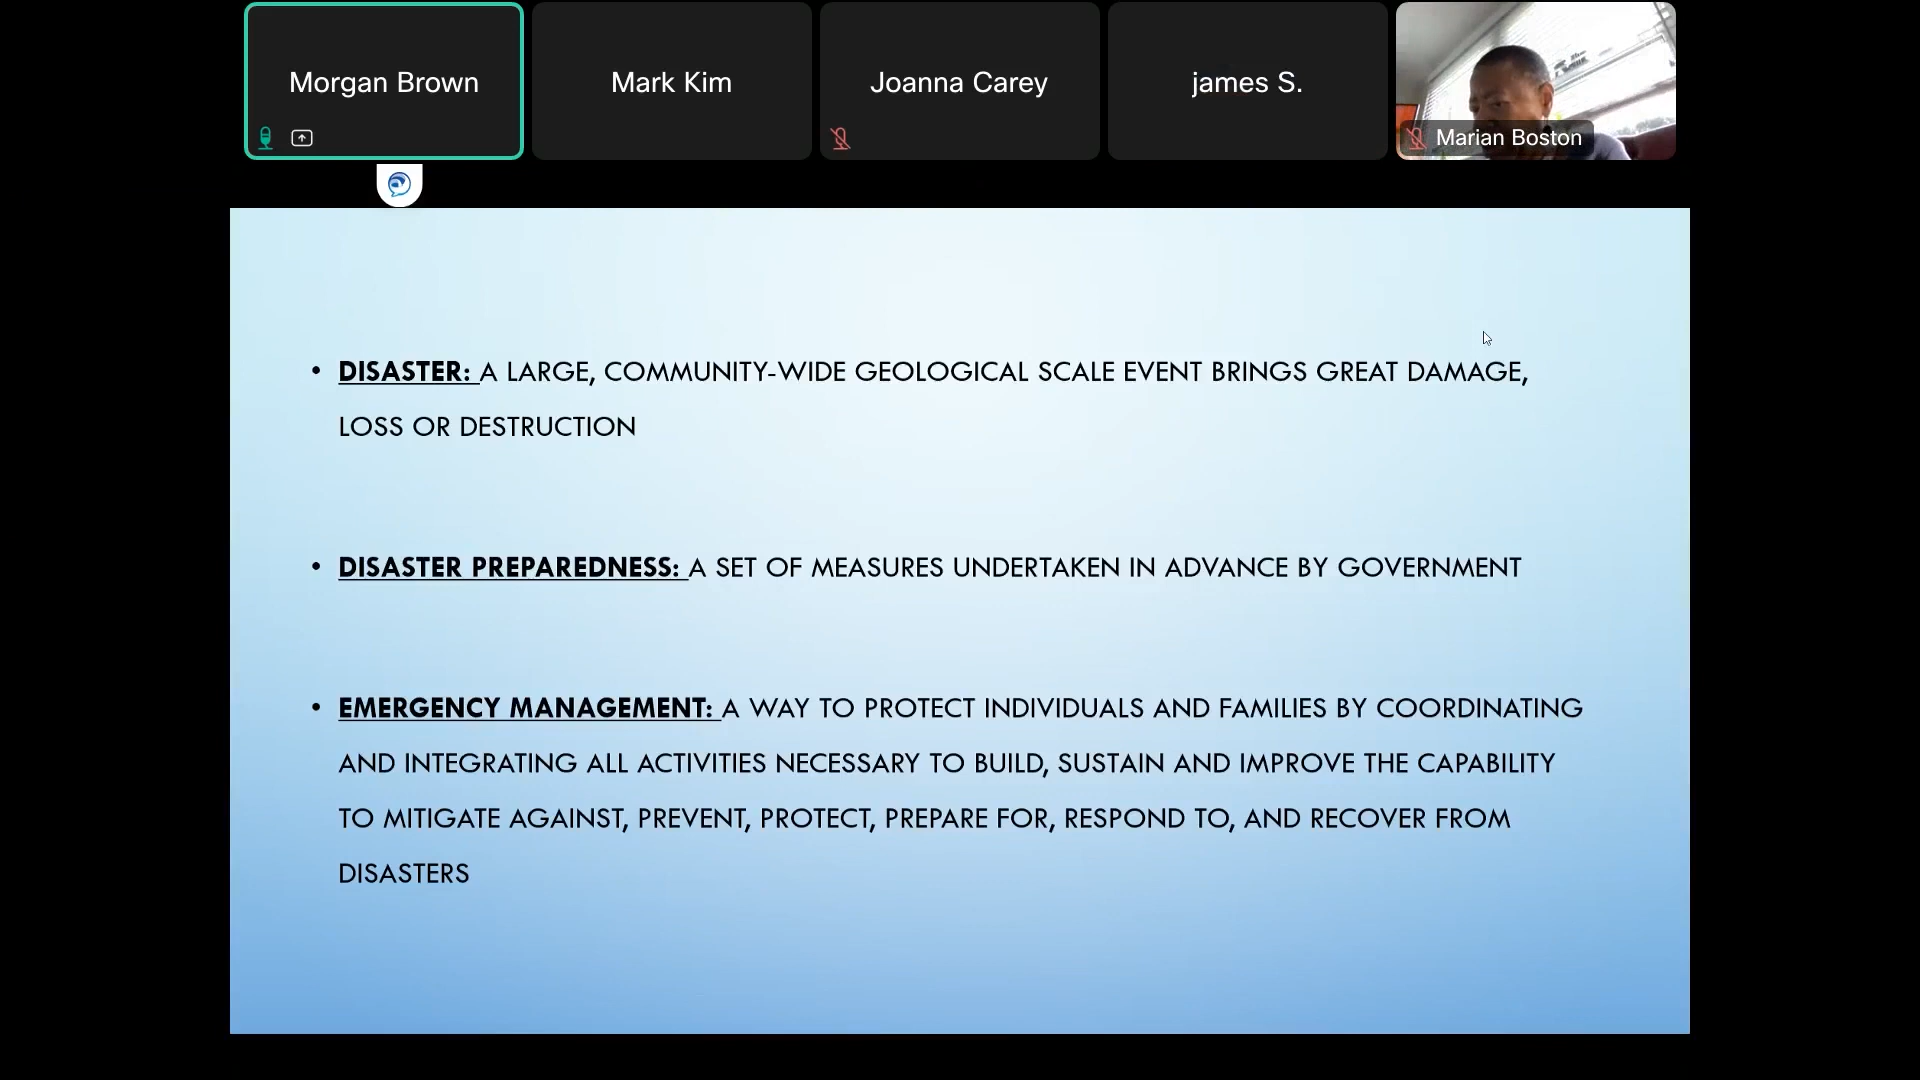 Morgan Brown
Mark Kim
Joanna Carey
james S.
Marian Boston
• DISASTER: A LARGE, COMMUNITY-WIDE GEOLOGICAL SCALE EVENT BRINGS GREAT DAMAGE,
LOSS OR DESTRUCTION
• DISASTER PREPAREDNESS: A SET OF MEASURES UNDERTAKEN IN ADVANCE BY GOVERNMENT
• EMERGENCY MANAGEMENT: A WAY TO PROTECT INDIVIDUALS AND FAMILIES BY COORDINATING
AND INTEGRATING ALL ACTIVITIES NECESSARY TO BUILD, SUSTAIN AND IMPROVE THE CAPABILITY
TO MITIGATE AGAINST, PREVENT, PROTECT, PREPARE FOR, RESPOND TO, AND RECOVER FROM
DISASTERS